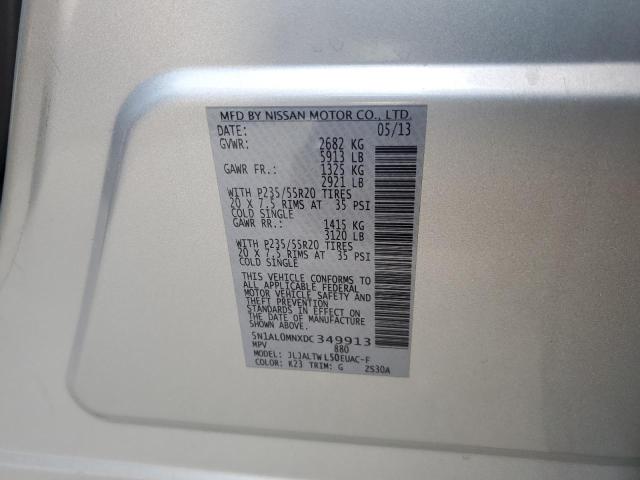 MFD BY NISSAN MOTOR CO., LTD.
DATE: 05/13
GVWR: 2682 KG
5913 LB
GAWR FR.: 1325 KG
2921 LB
WITH P235/55R20 TIRES
20 X 7.5 RIMS AT 35 PSI
COLD SINGLE
GAWR RR.: 1415 KG
3120 LB
WITH P235/55R20 TIRES
20 X 7.5 RIMS AT 35 PSI
COLD SINGLE
THIS VEHICLE CONFORMS TO
ALL APPLICABLE FEDERAL
MOTOR VEHICLE SAFETY AND
THEFT PREVENTION
STANDARDS IN EFFECT ON
THE DATE OF MANUFACTURE
SHOWN ABOVE.
5N1AL0MNXDC349913
MPV 880
MODEL: JLJALTWL50EUAC-F
COLOR: K23 TRIM: G 2S30A